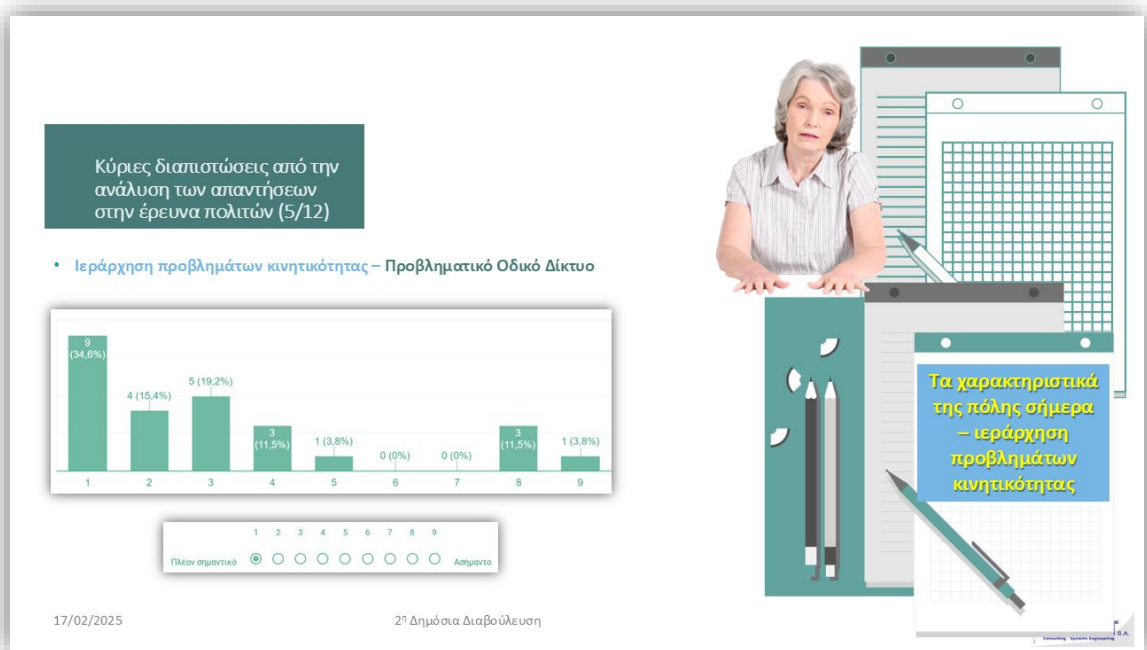 Κύριες διαπιστώσεις από την
ανάλυση των απαντήσεων
στην έρευνα πολιτών (5/12)
• Ιεράρχηση προβλημάτων κινητικότητας – Προβληματικό Οδικό Δίκτυο
9
(34,6%)
4 (15,4%)
5 (19,2%)
3
(11,5%)
1 (3,8%)
0 (0%)
0 (0%)
3
(11,5%)
1 (3,8%)
1 2 3 4 5 6 7 8 9
1 2 3 4 5 6 7 8 9
Πλέον σημαντικό Ασήμαντο
Τα χαρακτηριστικά
της πόλης σήμερα
– ιεράρχηση
προβλημάτων
κινητικότητας
17/02/2025
2η Δημόσια Διαβούλευση
S.A.
Consulting - Systems Engineering